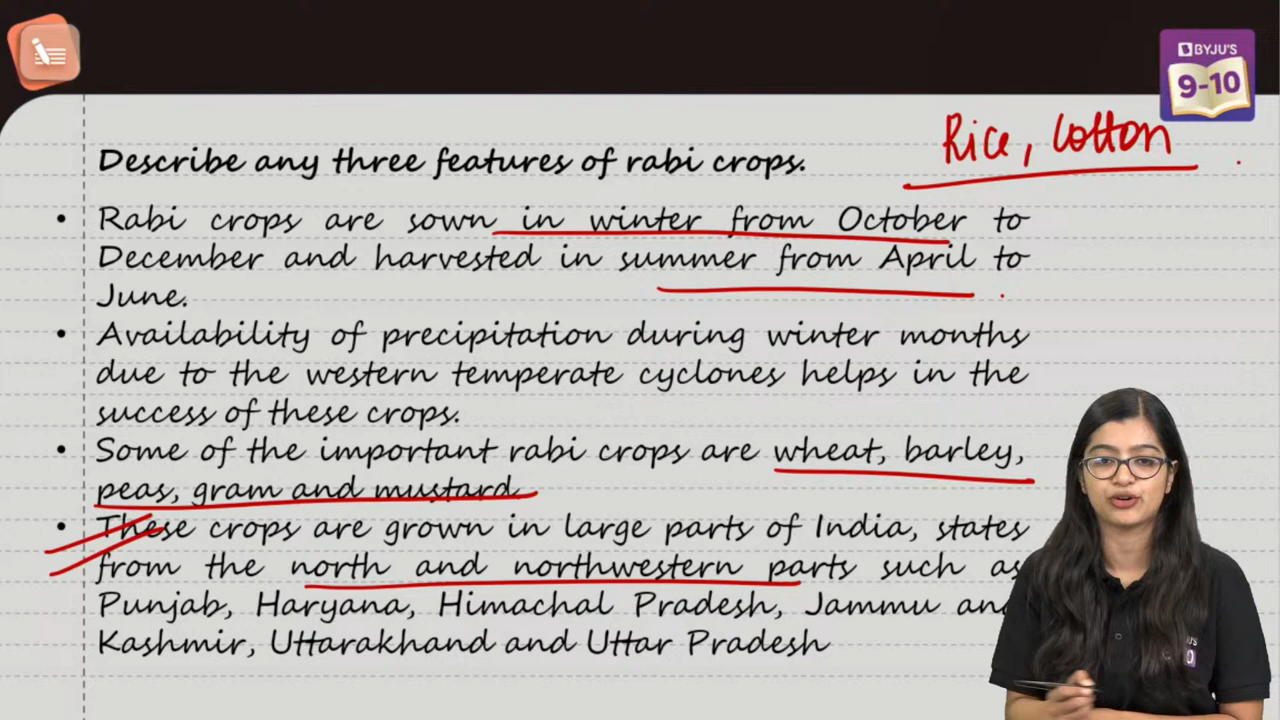 BYJU'S
9-10
Rice, Cotton
Describe any three features of rabi crops.
• Rabi crops are sown in winter from October to
December and harvested in summer from April to
June.
• Availability of precipitation during winter months
due to the western temperate cyclones helps in the
success of these crops.
• Some of the important rabi crops are wheat, barley,
peas, gram and mustard
• These crops are grown in large parts of India, states
from the north and northwestern parts such as
Punjab, Haryana, Himachal Pradesh, Jammu and
Kashmir, Uttarakhand and Uttar Pradesh